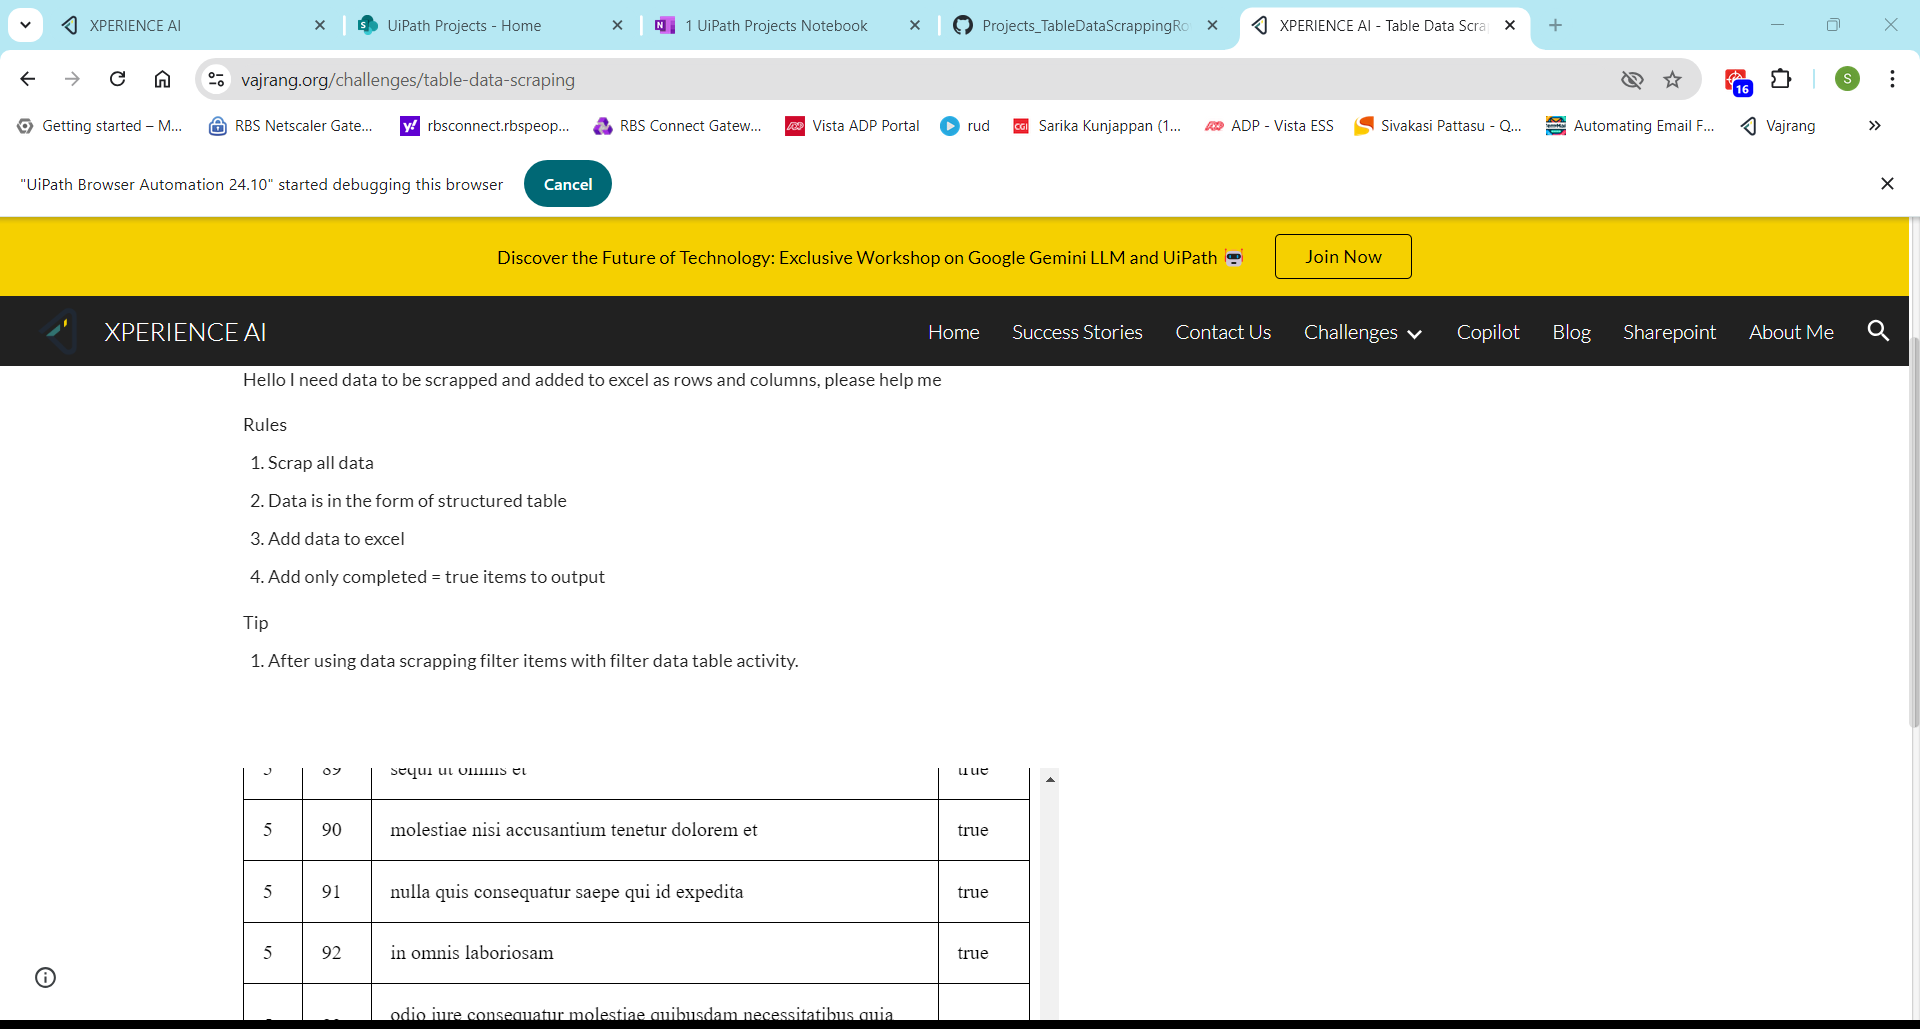 XPERIENCE AI
UiPath Projects - Home
1 UiPath Projects Notebook
Projects_TableDataScrappingRo
XPERIENCE AI - Table Data Scra
vajrang.org/challenges/table-data-scraping
16
S
Getting started – M...
RBS Netscaler Gate...
rbsconnect.rbspeop...
RBS Connect Gatew...
Vista ADP Portal
rud
CGI
Sarika Kunjappan (1...
ADP - Vista ESS
Sivakasi Pattasu - Q...
Automating Email F...
Vajrang
"UiPath Browser Automation 24.10" started debugging this browser
Cancel
Discover the Future of Technology: Exclusive Workshop on Google Gemini LLM and UiPath 🤖
Join Now
XPERIENCE AI
Home
Success Stories
Contact Us
Challenges
Copilot
Blog
Sharepoint
About Me
Hello I need data to be scrapped and added to excel as rows and columns, please help me
Rules
1. Scrap all data
2. Data is in the form of structured table
3. Add data to excel
4. Add only completed = true items to output
Tip
1. After using data scrapping filter items with filter data table activity.
5 89 sequi ut omnis et true
5 90 molestiae nisi accusantium tenetur dolorem et true
5 91 nulla quis consequatur saepe qui id expedita true
5 92 in omnis laboriosam true
odio iure consequatur molestiae quibusdam necessitatibus quia